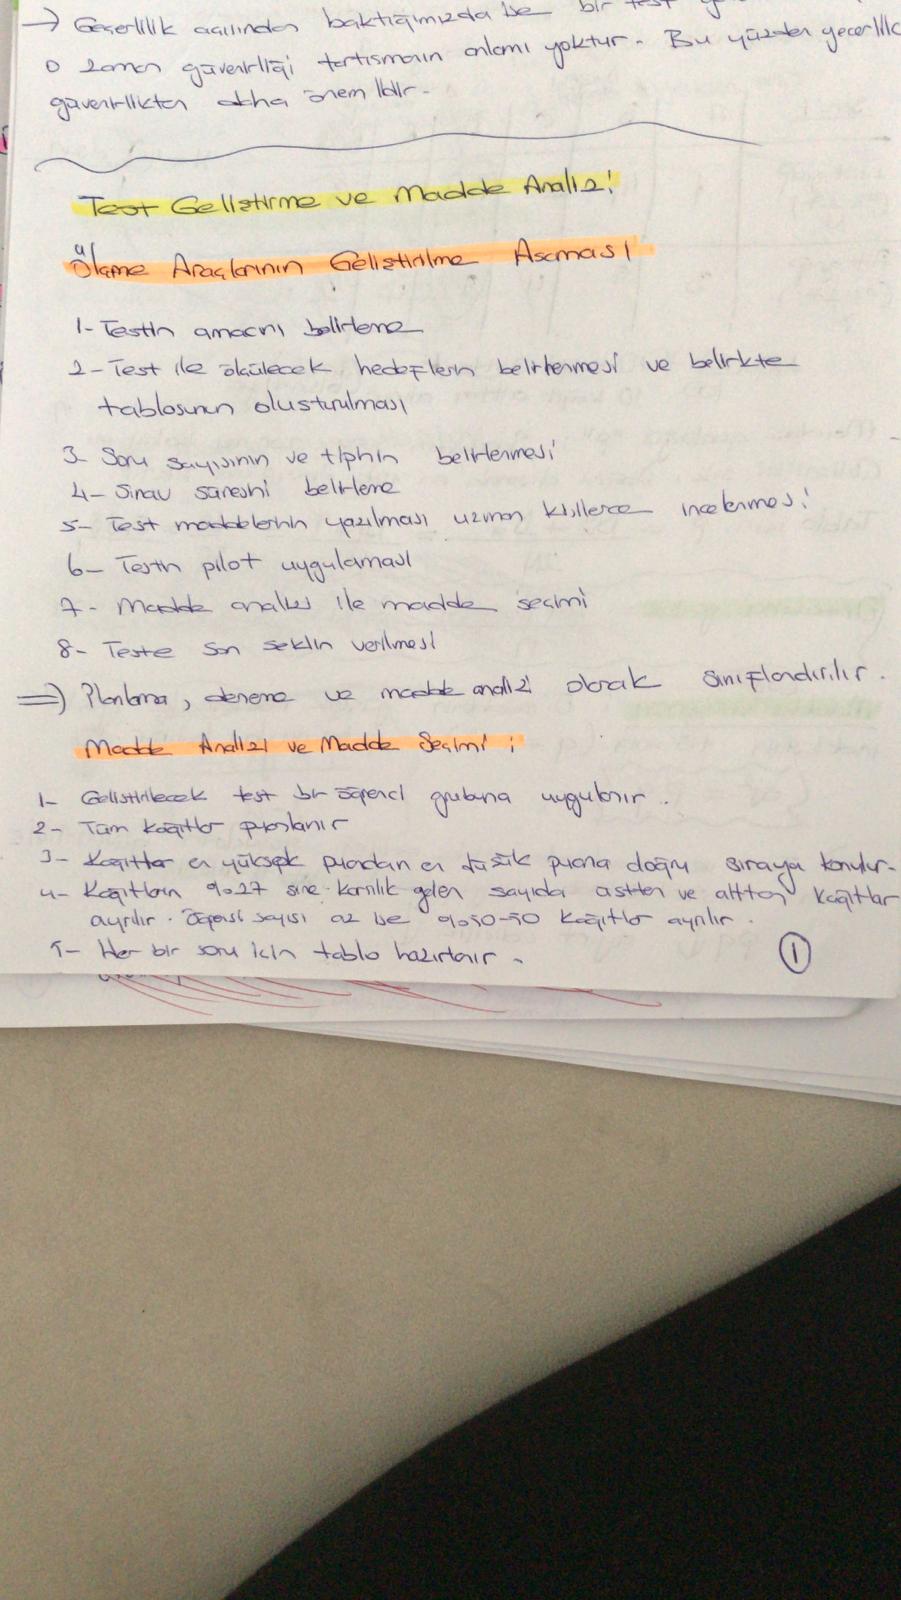 → Geçerlilik açısından baktığımızda ise bir test
o zaman güvenirliği tartışmanın anlamı yoktur. Bu yüzden geçerlilik
güvenirlikten daha önemlidir.
Test Geliştirme ve Madde Analizi
Ölçme Araçlarının Geliştirilme Aşaması
1- Testin amacını belirleme
2- Test ile ölçülecek hedeflerin belirlenmesi ve belirtke
tablosunun oluşturulması
3- Soru sayısının ve tipinin belirlenmesi
4- Sınav süresini belirleme
5- Test maddelerinin yazılması uzman kişilerce incelenmesi
6- Testin pilot uygulaması
7- Madde analizi ile madde seçimi
8- Teste son şeklin verilmesi
⇒ Planlama, deneme ve madde analizi olarak sınıflandırılır.
Madde Analizi ve Madde Seçimi ;
1- Geliştirilecek test bir öğrenci grubuna uygulanır.
2- Tüm kağıtlar puanlanır
3- Kağıtlar en yüksek puandan en düşük puana doğru sıraya konulur.
4- Kağıtların %27 sine karşılık gelen sayıda üstten ve alttan kağıtlar
ayrılır. Öğrenci sayısı az ise %50-50 kağıtlar ayrılır.
5- Her bir soru için tablo hazırlanır.
1